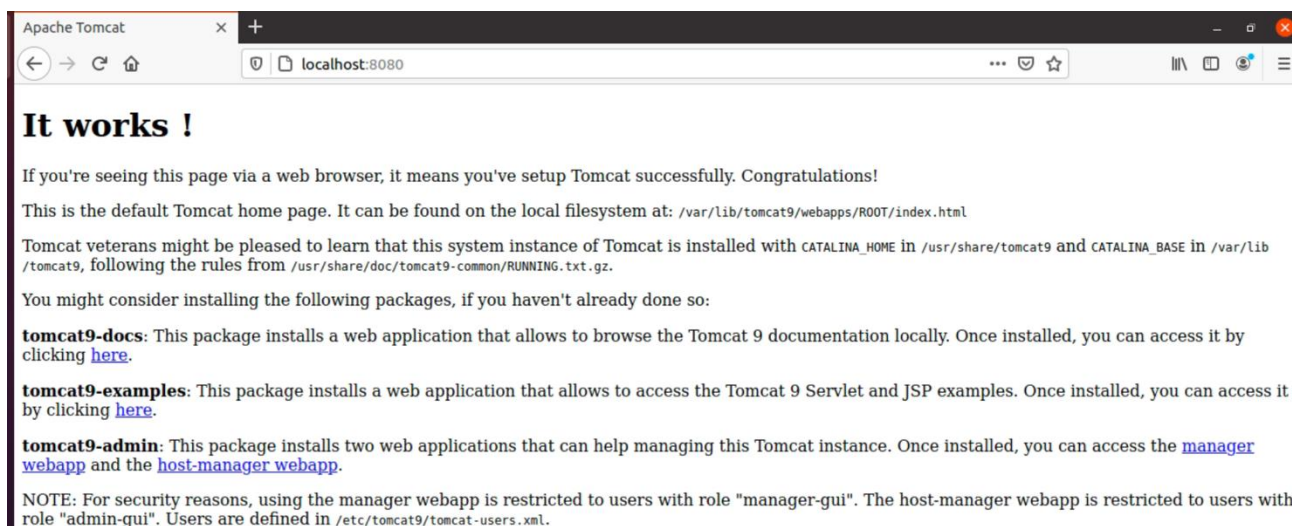 Apache Tomcat
localhost:8080
It works !
If you're seeing this page via a web browser, it means you've setup Tomcat successfully. Congratulations!
This is the default Tomcat home page. It can be found on the local filesystem at: /var/lib/tomcat9/webapps/ROOT/index.html
Tomcat veterans might be pleased to learn that this system instance of Tomcat is installed with CATALINA_HOME in /usr/share/tomcat9 and CATALINA_BASE in /var/lib
/tomcat9, following the rules from /usr/share/doc/tomcat9-common/RUNNING.txt.gz.
You might consider installing the following packages, if you haven't already done so:
tomcat9-docs: This package installs a web application that allows to browse the Tomcat 9 documentation locally. Once installed, you can access it by
clicking here.
tomcat9-examples: This package installs a web application that allows to access the Tomcat 9 Servlet and JSP examples. Once installed, you can access it
by clicking here.
tomcat9-admin: This package installs two web applications that can help managing this Tomcat instance. Once installed, you can access the manager
webapp and the host-manager webapp.
NOTE: For security reasons, using the manager webapp is restricted to users with role "manager-gui". The host-manager webapp is restricted to users with
role "admin-gui". Users are defined in /etc/tomcat9/tomcat-users.xml.